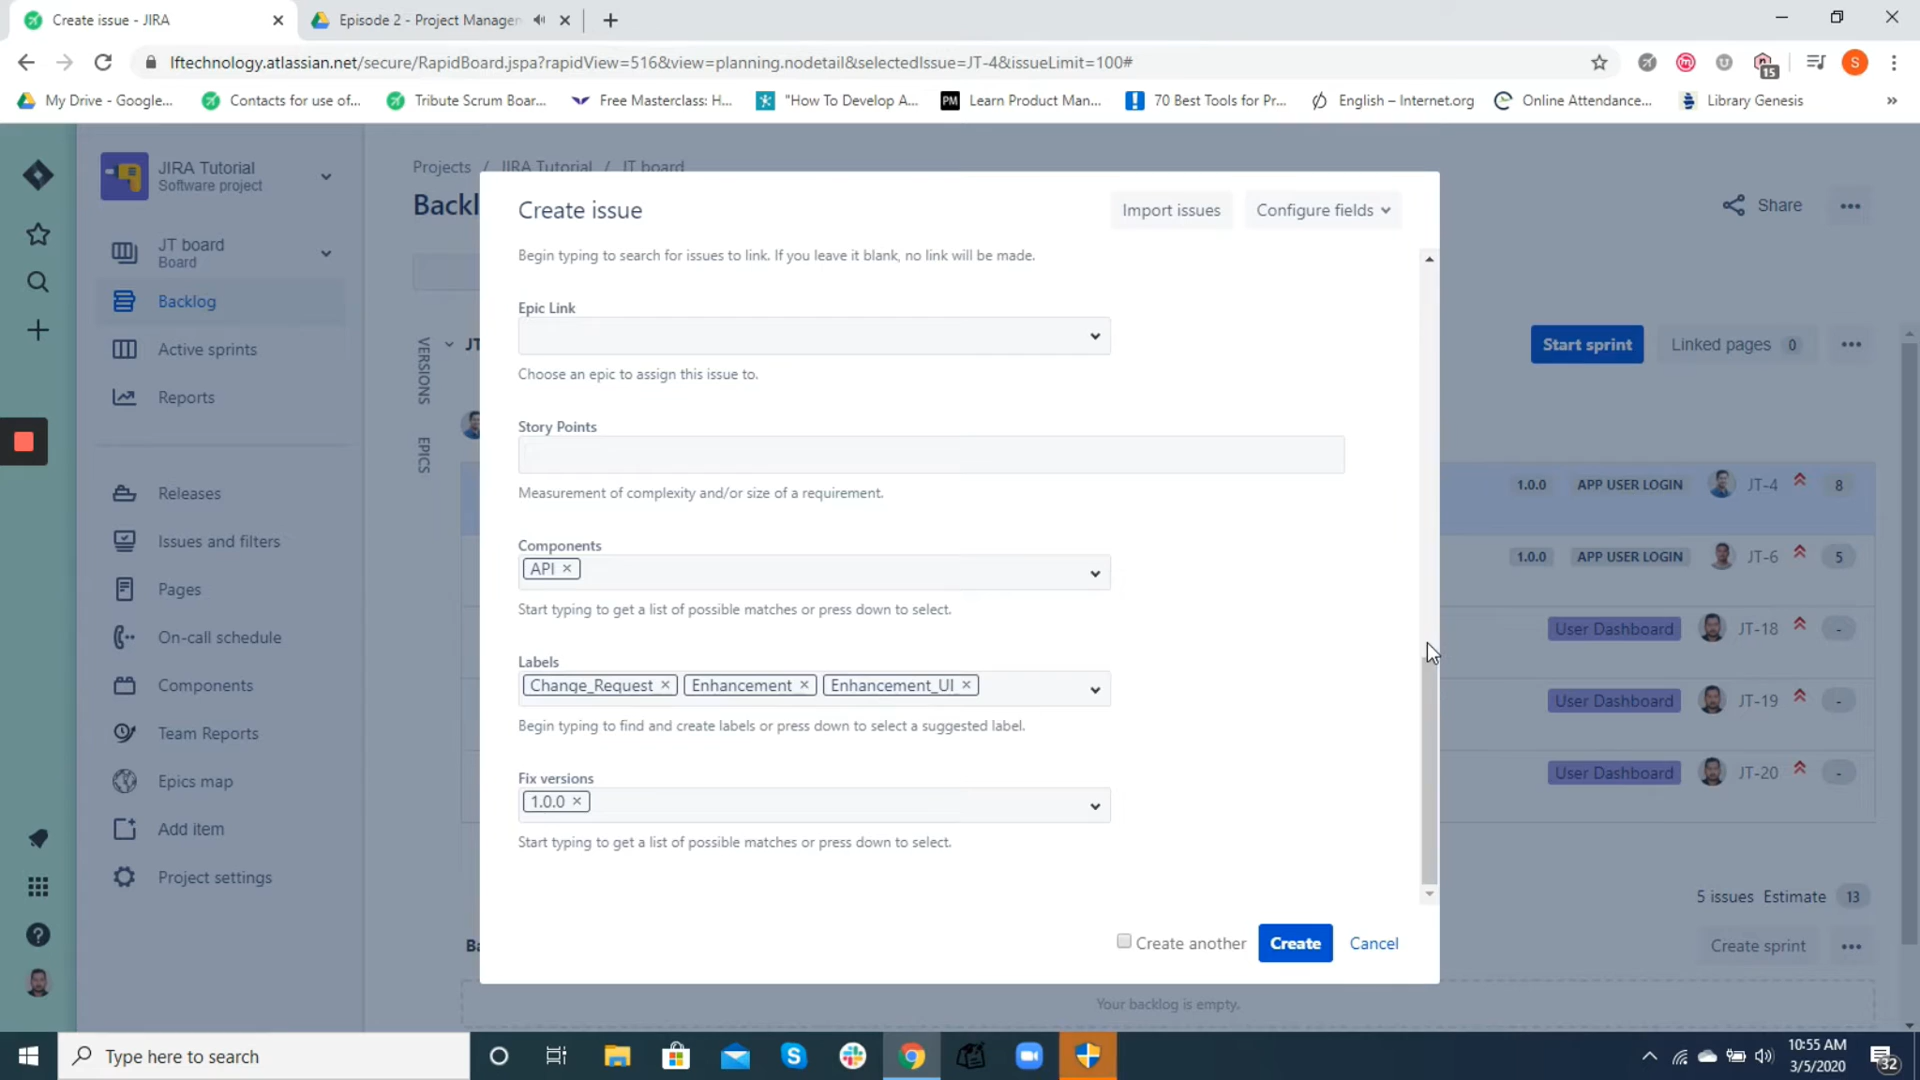 Create issue - JIRA
Episode 2 - Project Managem
lftechnology.atlassian.net/secure/RapidBoard.jspa?rapidView=516&view=planning.nodetail&selectedIssue=JT-4&issueLimit=100#
S
15
My Drive - Google...
Contacts for use of...
Tribute Scrum Boar...
Free Masterclass: H...
"How To Develop A...
PM
Learn Product Man...
70 Best Tools for Pr...
English – Internet.org
Online Attendance...
Library Genesis
»
JIRA Tutorial
Software project
JT board
Board
Backlog
Active sprints
Reports
Releases
Issues and filters
Pages
On-call schedule
Components
Team Reports
Epics map
Add item
Project settings
Projects / JIRA Tutorial / JT board
Backl
Share
VERSIONS
EPICS
JT
Start sprint
Linked pages 0
1.0.0 APP USER LOGIN JT-4 8
1.0.0 APP USER LOGIN JT-6 5
User Dashboard JT-18 -
User Dashboard JT-19 -
User Dashboard JT-20 -
5 issues Estimate 13
Ba
Create sprint
Your backlog is empty.
Create issue
Import issues
Configure fields
Begin typing to search for issues to link. If you leave it blank, no link will be made.
Epic Link
Choose an epic to assign this issue to.
Story Points
Measurement of complexity and/or size of a requirement.
Components
API ×
Start typing to get a list of possible matches or press down to select.
Labels
Change_Request × Enhancement × Enhancement_UI ×
Begin typing to find and create labels or press down to select a suggested label.
Fix versions
1.0.0 ×
Start typing to get a list of possible matches or press down to select.
Create another
Create
Cancel
Type here to search
10:55 AM
3/5/2020
32